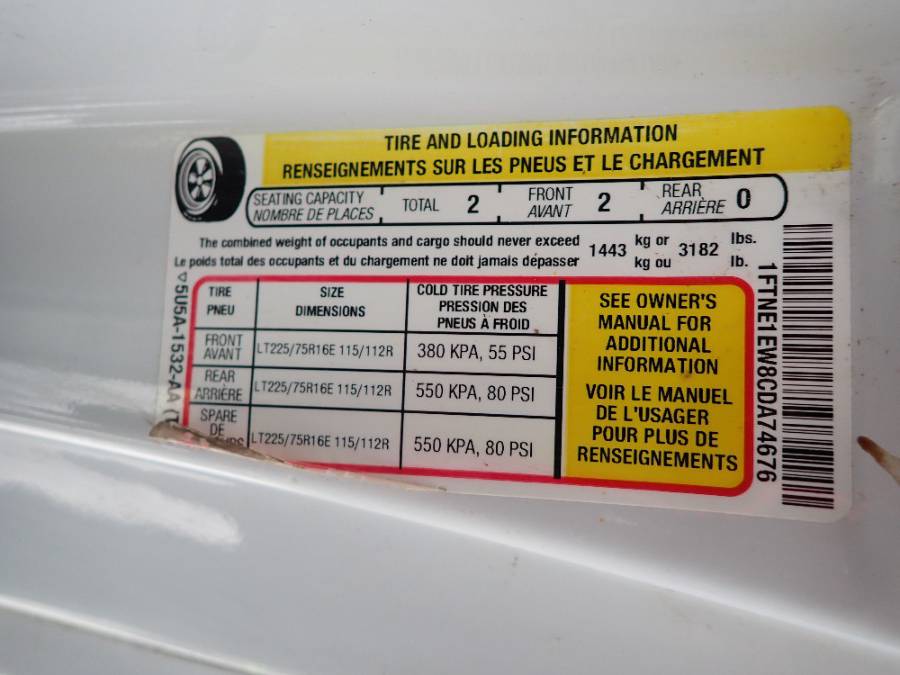 TIRE AND LOADING INFORMATION
RENSEIGNEMENTS SUR LES PNEUS ET LE CHARGEMENT
SEATING CAPACITY
NOMBRE DE PLACES
TOTAL 2
FRONT
AVANT
2
REAR
ARRIÈRE
0
The combined weight of occupants and cargo should never exceed
Le poids total des occupants et du chargement ne doit jamais dépasser
1443
kg or
kg ou
3182
lbs.
lb.
TIRE
PNEU
SIZE
DIMENSIONS
COLD TIRE PRESSURE
PRESSION DES
PNEUS À FROID
FRONT
AVANT
LT225/75R16E 115/112R
380 KPA, 55 PSI
REAR
ARRIÈRE
LT225/75R16E 115/112R
550 KPA, 80 PSI
SPARE
DE
LT225/75R16E 115/112R
550 KPA, 80 PSI
SEE OWNER'S
MANUAL FOR
ADDITIONAL
INFORMATION
VOIR LE MANUEL
DE L'USAGER
POUR PLUS DE
RENSEIGNEMENTS
5U5A-1532-AA
1FTNE1EW8CDA74676